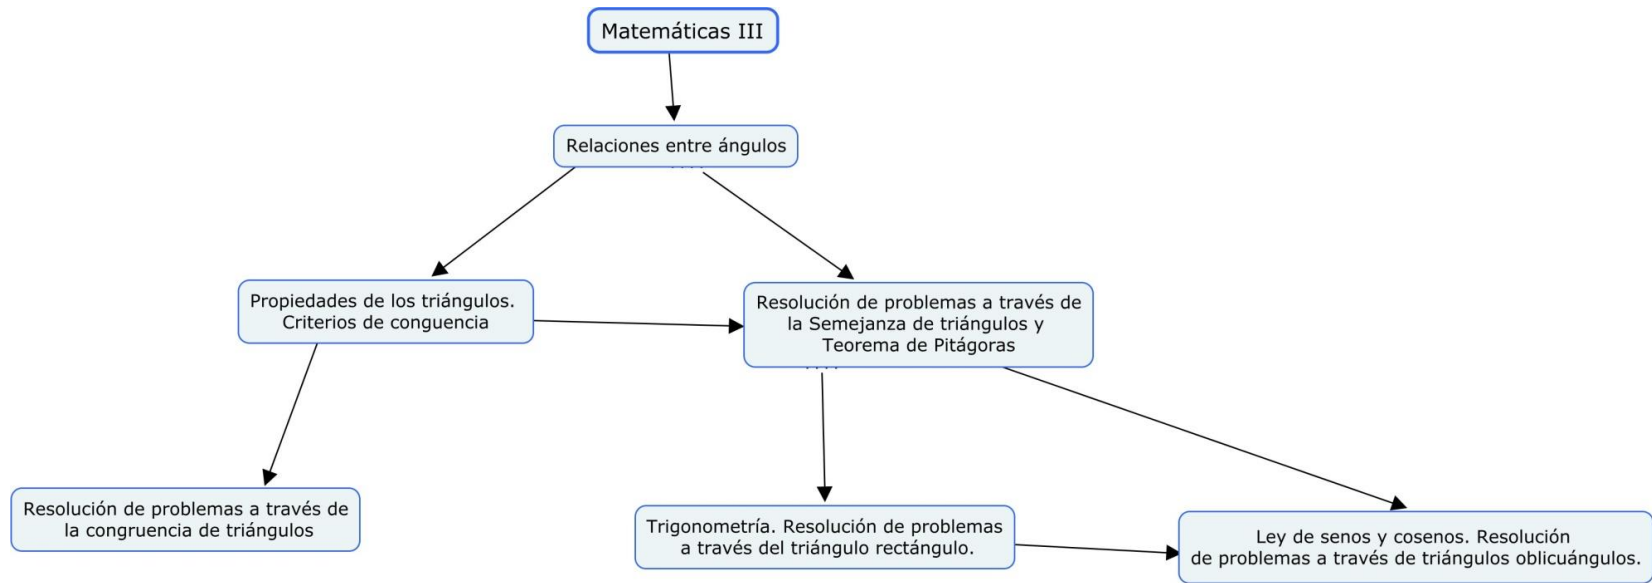 Matemáticas III
Relaciones entre ángulos
Propiedades de los triángulos.
Criterios de conguencia
Resolución de problemas a través de
la Semejanza de triángulos y
Teorema de Pitágoras
Resolución de problemas a través de
la congruencia de triángulos
Trigonometría. Resolución de problemas
a través del triángulo rectángulo.
Ley de senos y cosenos. Resolución
de problemas a través de triángulos oblicuángulos.